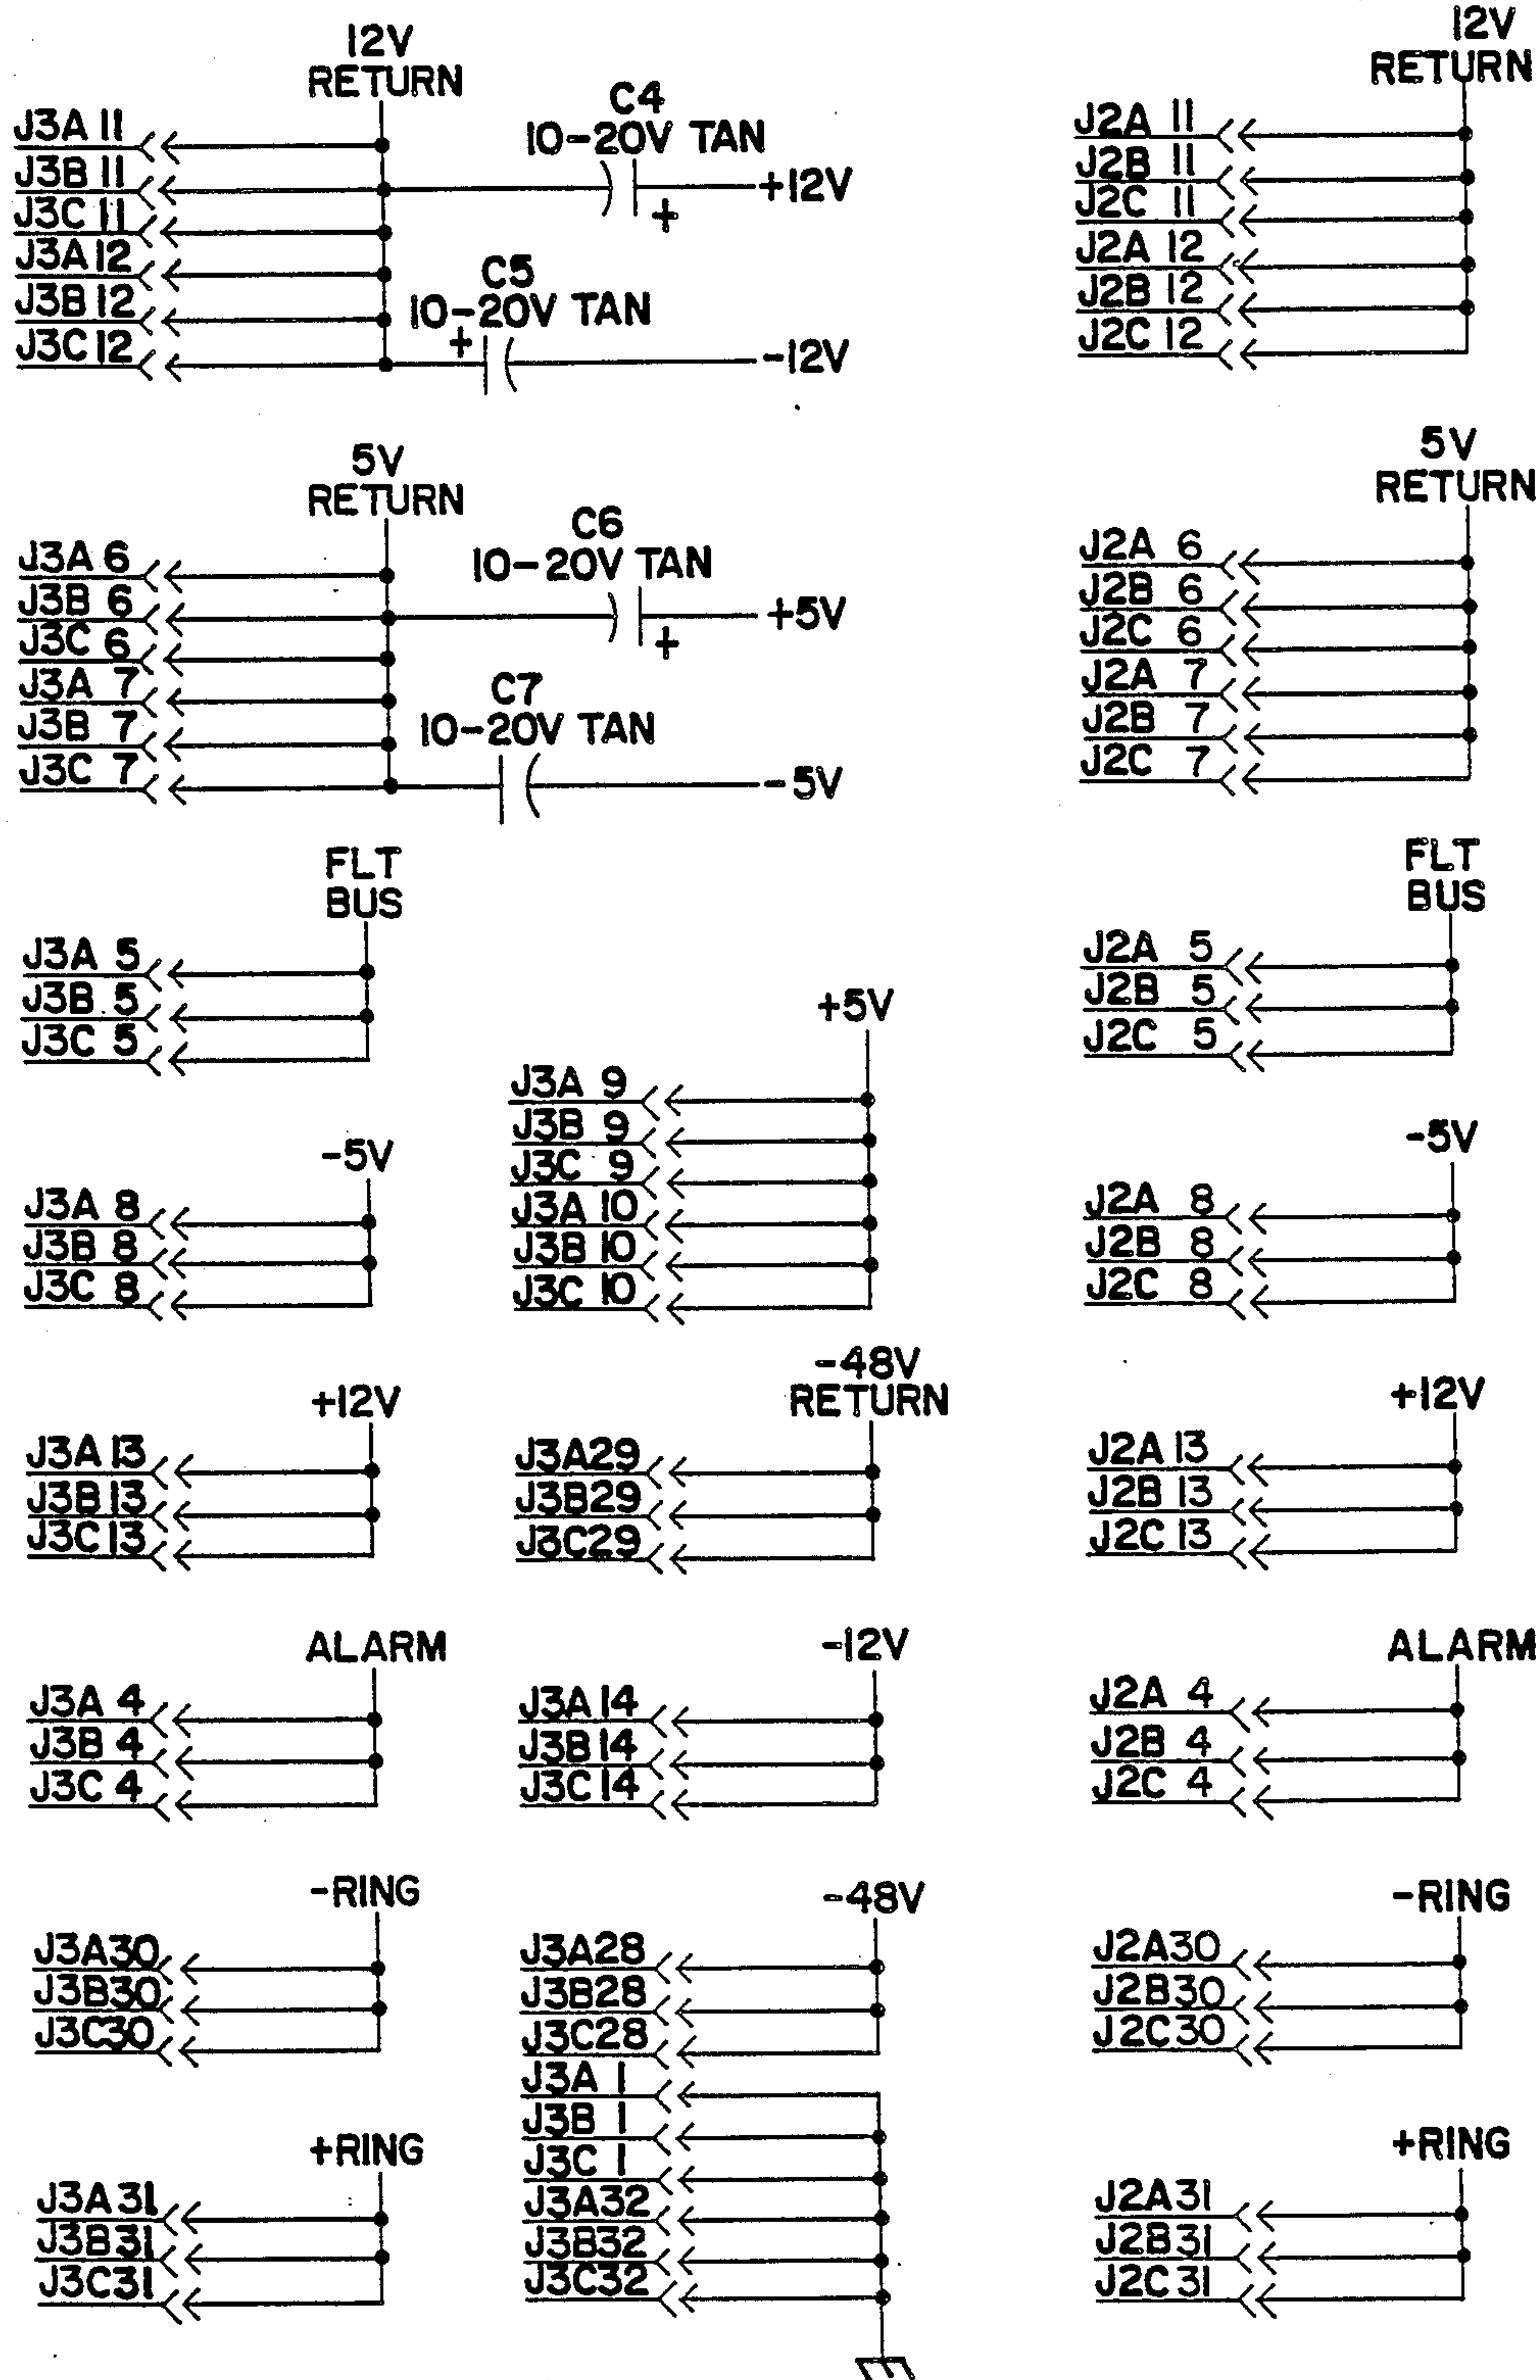 12V
RETURN
J3A 11
J3B 11
J3C 11
J3A 12
J3B 12
J3C 12
C4
10-20V TAN
+
+12V
C5
10-20V TAN
+
-12V
5V
RETURN
J3A 6
J3B 6
J3C 6
J3A 7
J3B 7
J3C 7
C6
10-20V TAN
+
+5V
C7
10-20V TAN
-5V
FLT
BUS
J3A 5
J3B 5
J3C 5
-5V
J3A 8
J3B 8
J3C 8
+12V
J3A 13
J3B 13
J3C 13
ALARM
J3A 4
J3B 4
J3C 4
-RING
J3A30
J3B30
J3C30
+RING
J3A31
J3B31
J3C31
+5V
J3A 9
J3B 9
J3C 9
J3A 10
J3B 10
J3C 10
-48V
RETURN
J3A29
J3B29
J3C29
-12V
J3A 14
J3B 14
J3C 14
-48V
J3A28
J3B28
J3C28
J3A 1
J3B 1
J3C 1
J3A32
J3B32
J3C32
12V
RETURN
J2A 11
J2B 11
J2C 11
J2A 12
J2B 12
J2C 12
5V
RETURN
J2A 6
J2B 6
J2C 6
J2A 7
J2B 7
J2C 7
FLT
BUS
J2A 5
J2B 5
J2C 5
-5V
J2A 8
J2B 8
J2C 8
+12V
J2A 13
J2B 13
J2C 13
ALARM
J2A 4
J2B 4
J2C 4
-RING
J2A30
J2B30
J2C30
+RING
J2A31
J2B31
J2C31